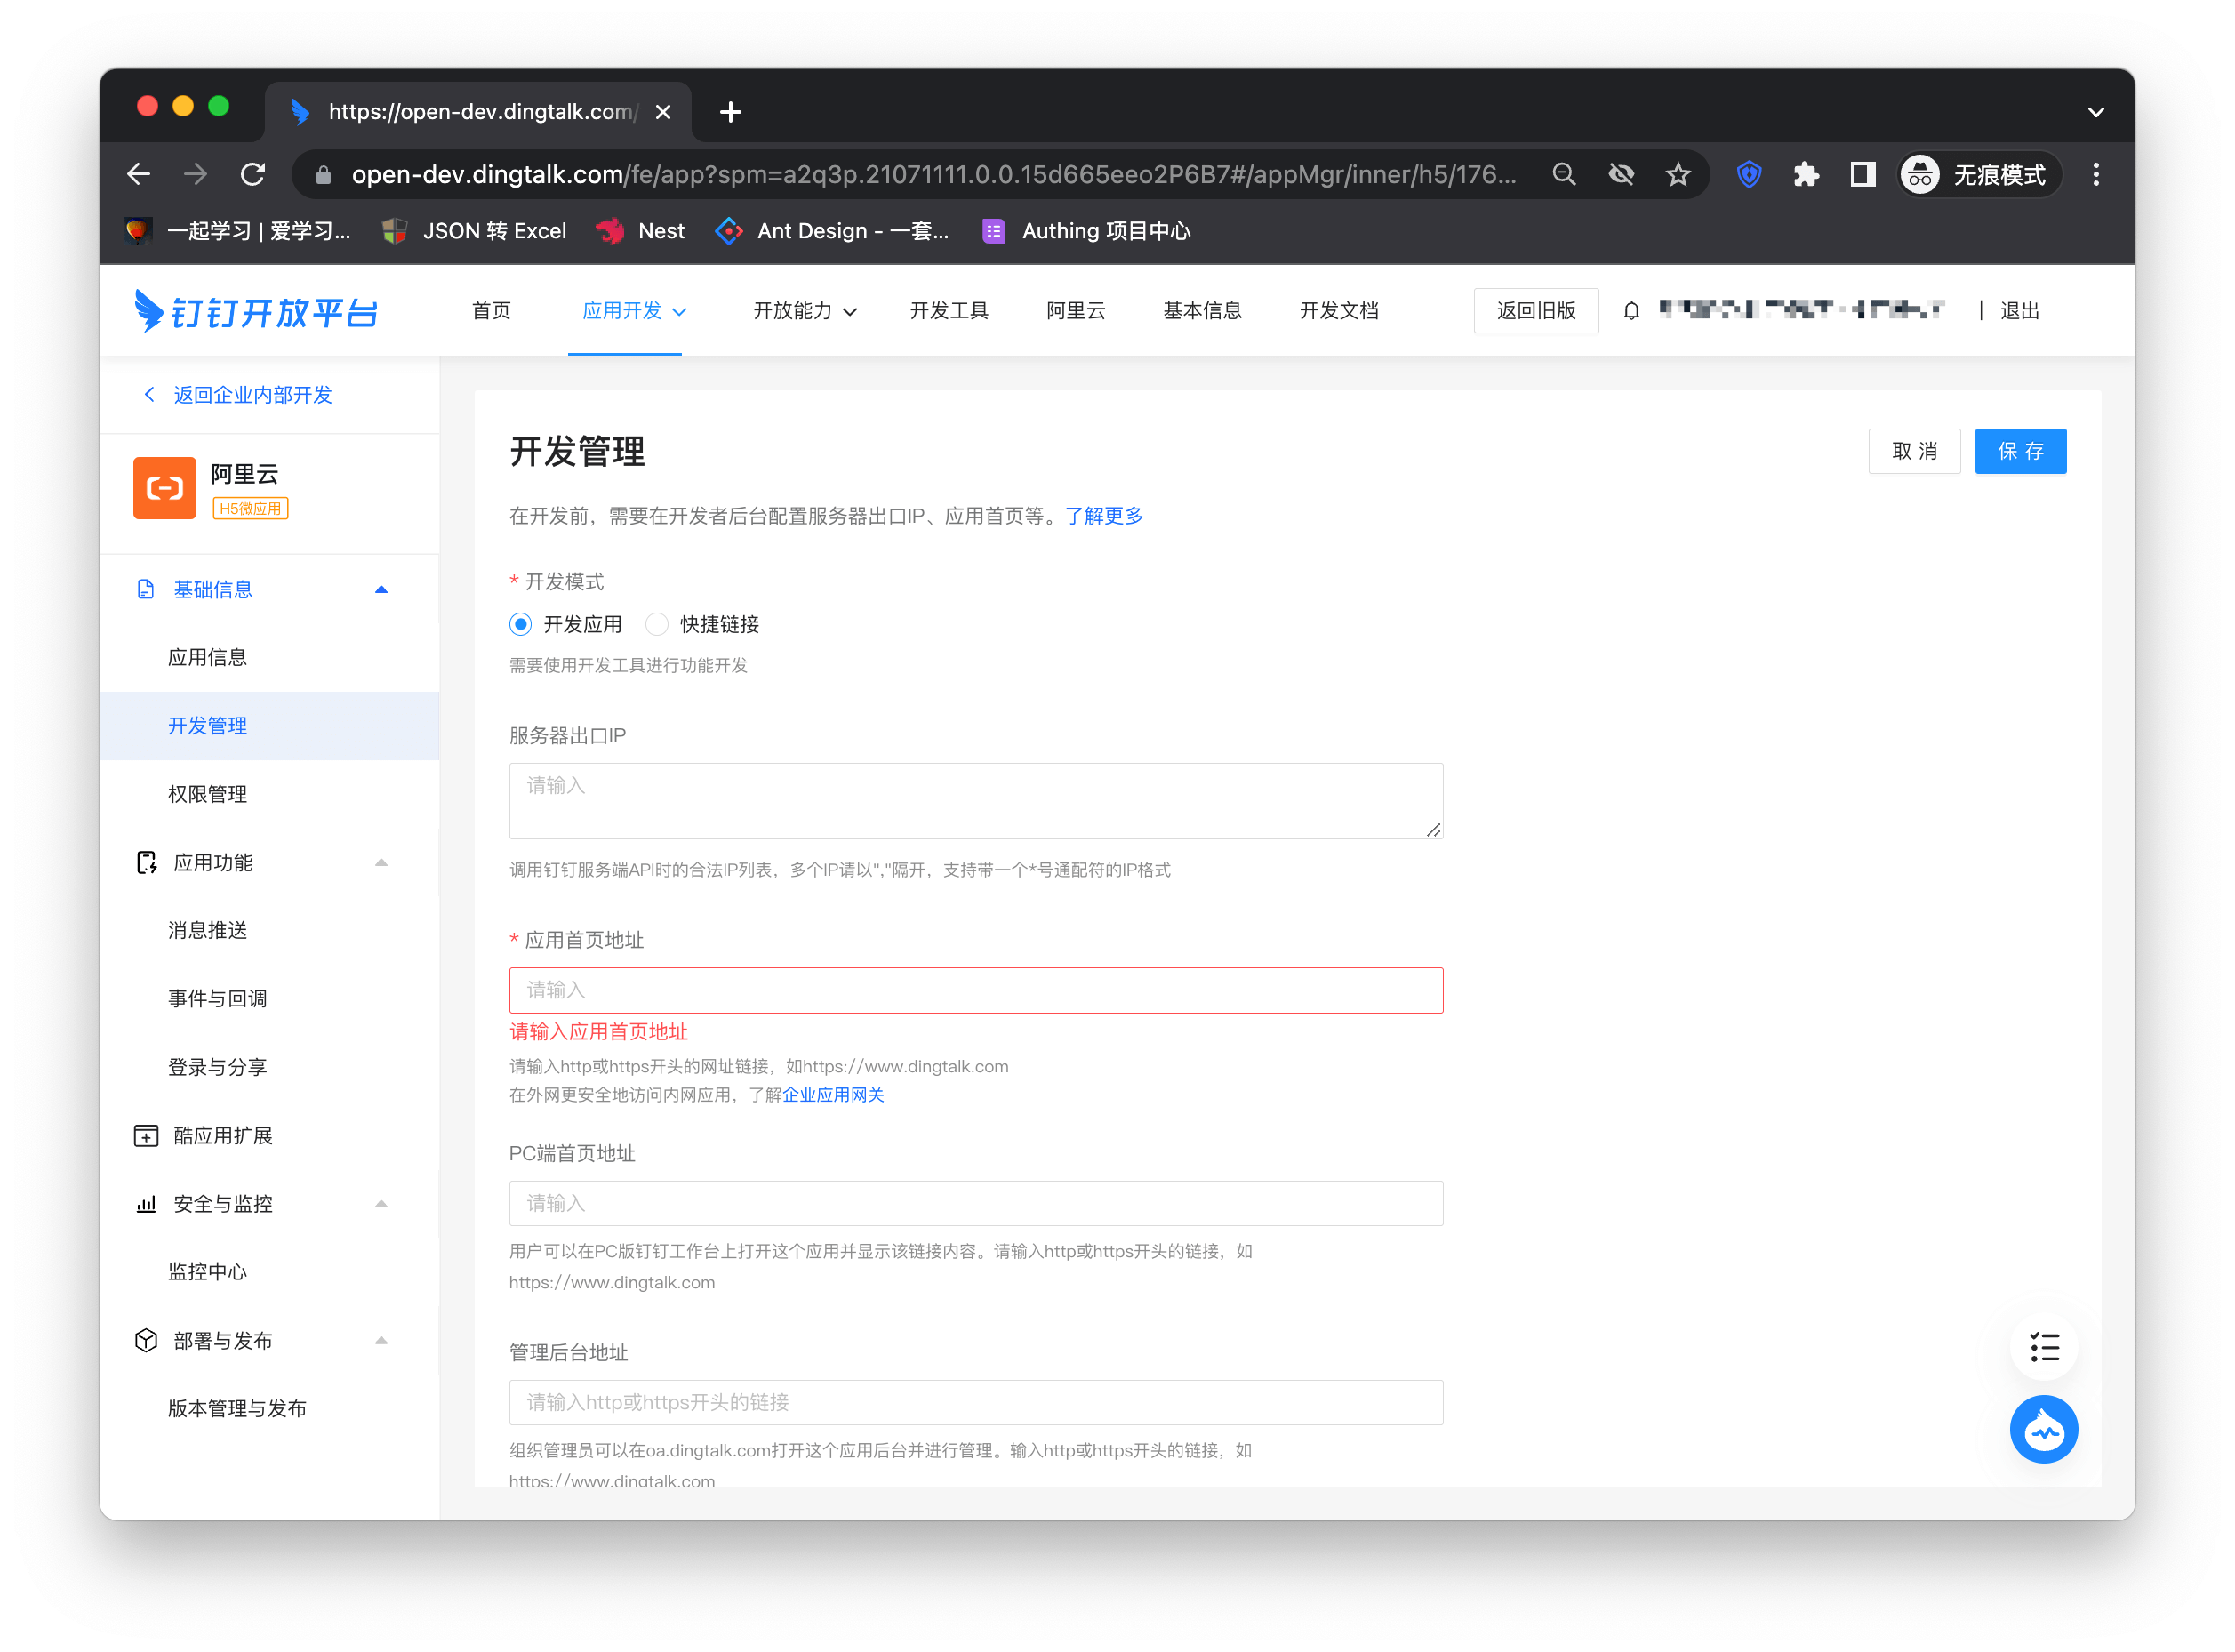 https://open-dev.dingtalk.com/
open-dev.dingtalk.com/fe/app?spm=a2q3p.21071111.0.0.15d665eeo2P6B7#/appMgr/inner/h5/176...
无痕模式
一起学习 | 爱学习...
JSON 转 Excel
Nest
Ant Design - 一套...
Authing 项目中心
钉钉开放平台
首页
应用开发
开放能力
开发工具
阿里云
基本信息
开发文档
返回旧版
退出
返回企业内部开发
阿里云
H5微应用
基础信息
应用信息
开发管理
权限管理
应用功能
消息推送
事件与回调
登录与分享
酷应用扩展
安全与监控
监控中心
部署与发布
版本管理与发布
开发管理
取 消
保 存
在开发前，需要在开发者后台配置服务器出口IP、应用首页等。了解更多
* 开发模式
开发应用
快捷链接
需要使用开发工具进行功能开发
服务器出口IP
请输入
调用钉钉服务端API时的合法IP列表，多个IP请以","隔开，支持带一个*号通配符的IP格式
* 应用首页地址
请输入
请输入应用首页地址
请输入http或https开头的网址链接，如https://www.dingtalk.com
在外网更安全地访问内网应用，了解企业应用网关
PC端首页地址
请输入
用户可以在PC版钉钉工作台上打开这个应用并显示该链接内容。请输入http或https开头的链接，如
https://www.dingtalk.com
管理后台地址
请输入http或https开头的链接
组织管理员可以在oa.dingtalk.com打开这个应用后台并进行管理。输入http或https开头的链接，如
https://www.dingtalk.com